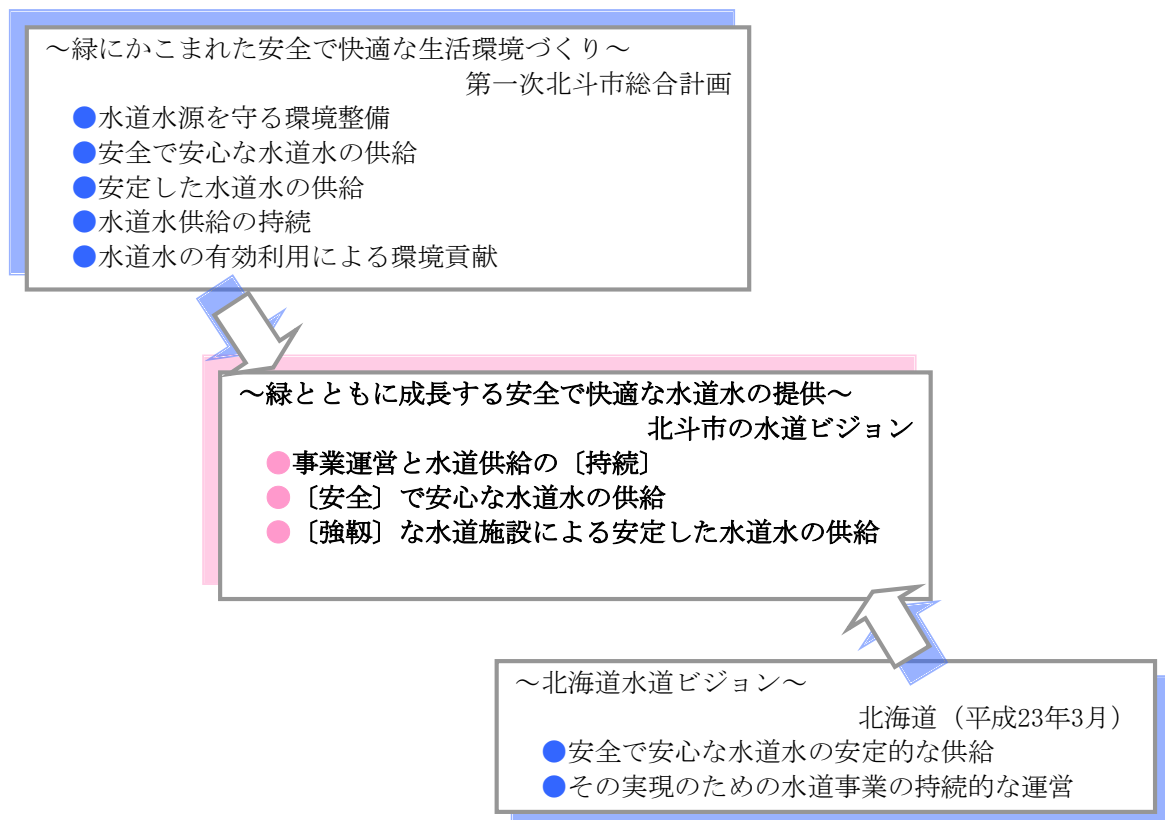 ～緑にかこまれた安全で快適な生活環境づくり～
第一次北斗市総合計画
●水道水源を守る環境整備
●安全で安心な水道水の供給
●安定した水道水の供給
●水道水供給の持続
●水道水の有効利用による環境貢献
～緑とともに成長する安全で快適な水道水の提供～
北斗市の水道ビジョン
●事業運営と水道供給の〔持続〕
●〔安全〕で安心な水道水の供給
●〔強靱〕な水道施設による安定した水道水の供給
～北海道水道ビジョン～
北海道（平成23年3月）
●安全で安心な水道水の安定的な供給
●その実現のための水道事業の持続的な運営